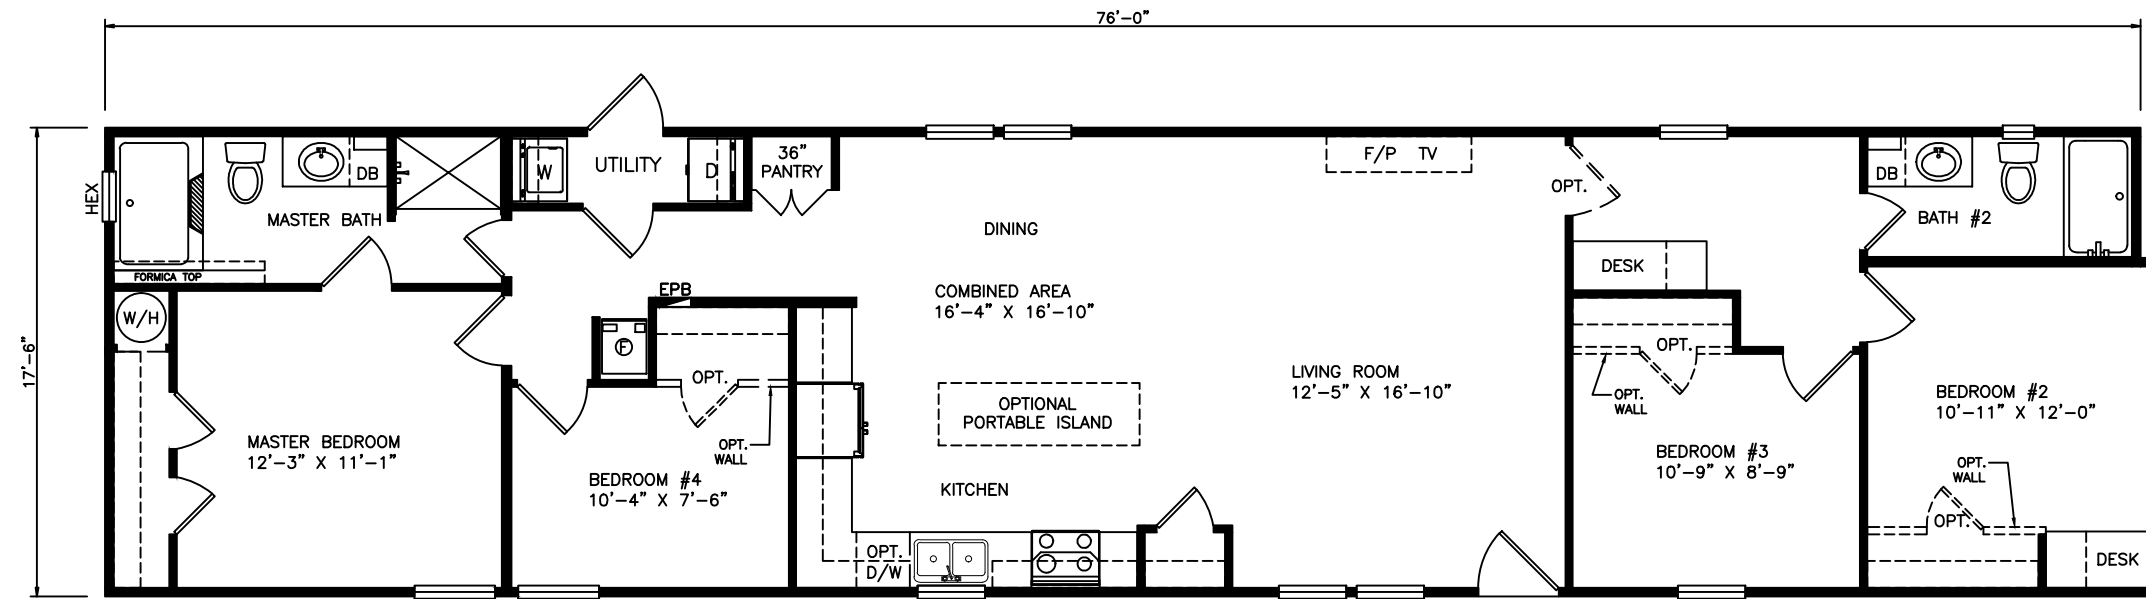 76'-0"
17'-6"
HEX
MASTER BATH
DB
FORMICA TOP
W/H
MASTER BEDROOM
12'-3" X 11'-1"
W
UTILITY
D
36"
PANTRY
EPB
F
OPT.
OPT.
WALL
BEDROOM #4
10'-4" X 7'-6"
DINING
COMBINED AREA
16'-4" X 16'-10"
OPTIONAL
PORTABLE ISLAND
KITCHEN
OPT.
D/W
F/P TV
LIVING ROOM
12'-5" X 16'-10"
OPT.
DESK
OPT.
OPT.
WALL
BEDROOM #3
10'-9" X 8'-9"
DB
BATH #2
BEDROOM #2
10'-11" X 12'-0"
OPT.
WALL
OPT.
DESK